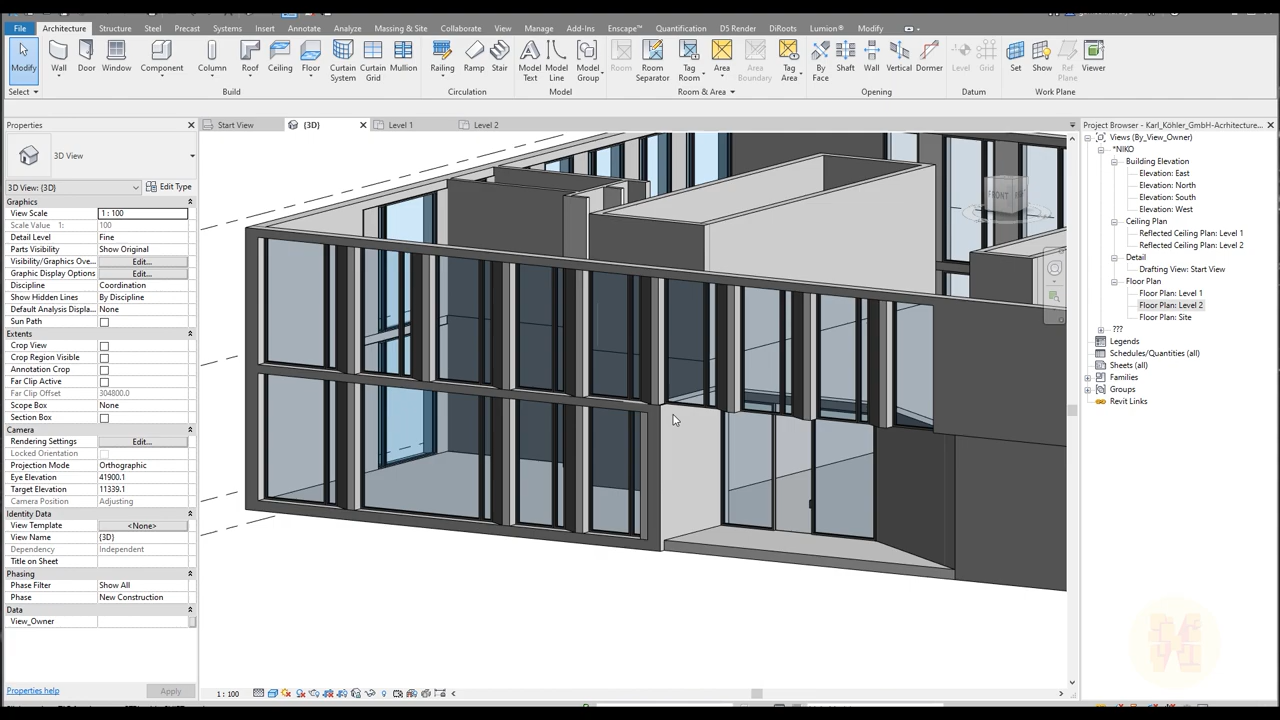 File Architecture Structure Steel Precast Systems Insert Annotate Analyze Massing & Site Collaborate View Manage Add-Ins Enscape™ Quantification D5 Render DiRoots Lumion® Modify
Modify Wall Door Window Component Column Roof Ceiling Floor Curtain System Curtain Grid Mullion Railing Ramp Stair Model Text Model Line Model Group Room Room Separator Tag Room Area Area Boundary Tag Area By Face Shaft Wall Vertical Dormer Level Grid Set Show Ref Plane Viewer
Select Build Circulation Model Room & Area Opening Datum Work Plane
Properties
3D View
3D View: {3D} Edit Type
Graphics
View Scale 1 : 100
Scale Value 1: 100
Detail Level Fine
Parts Visibility Show Original
Visibility/Graphics Ove... Edit...
Graphic Display Options Edit...
Discipline Coordination
Show Hidden Lines By Discipline
Default Analysis Displa... None
Sun Path
Extents
Crop View
Crop Region Visible
Annotation Crop
Far Clip Active
Far Clip Offset 304800.0
Scope Box None
Section Box
Camera
Rendering Settings Edit...
Locked Orientation
Projection Mode Orthographic
Eye Elevation 41900.1
Target Elevation 11339.1
Camera Position Adjusting
Identity Data
View Template <None>
View Name {3D}
Dependency Independent
Title on Sheet
Phasing
Phase Filter Show All
Phase New Construction
Data
View_Owner
Properties help Apply
Start View {3D} Level 1 Level 2
FRONT
1 : 100
Project Browser - Karl_Köhler_GmbH-Acrhitecture...
Views (By_View_Owner)
*NIKO
Building Elevation
Elevation: East
Elevation: North
Elevation: South
Elevation: West
Ceiling Plan
Reflected Ceiling Plan: Level 1
Reflected Ceiling Plan: Level 2
Detail
Drafting View: Start View
Floor Plan
Floor Plan: Level 1
Floor Plan: Level 2
Floor Plan: Site
???
Legends
Schedules/Quantities (all)
Sheets (all)
Families
Groups
Revit Links